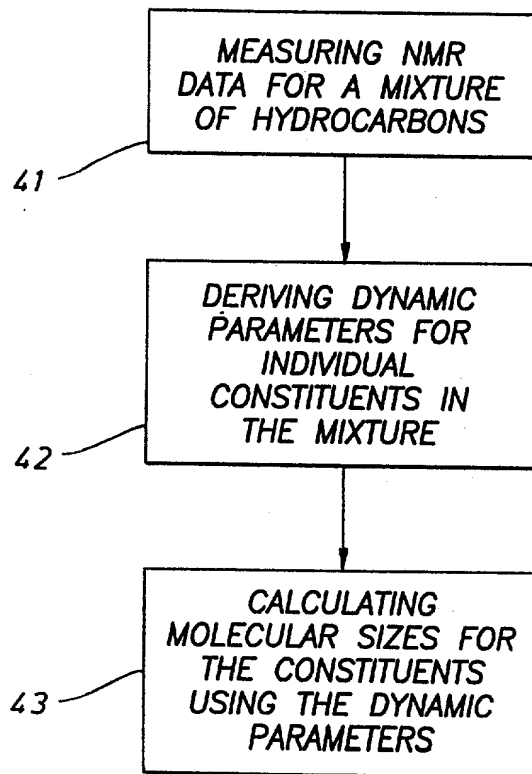 MEASURING NMR
DATA FOR A MIXTURE
OF HYDROCARBONS
41
DERIVING DYNAMIC
PARAMETERS FOR
INDIVIDUAL
CONSTITUENTS IN
THE MIXTURE
42
CALCULATING
MOLECULAR SIZES FOR
THE CONSTITUENTS
USING THE DYNAMIC
PARAMETERS
43